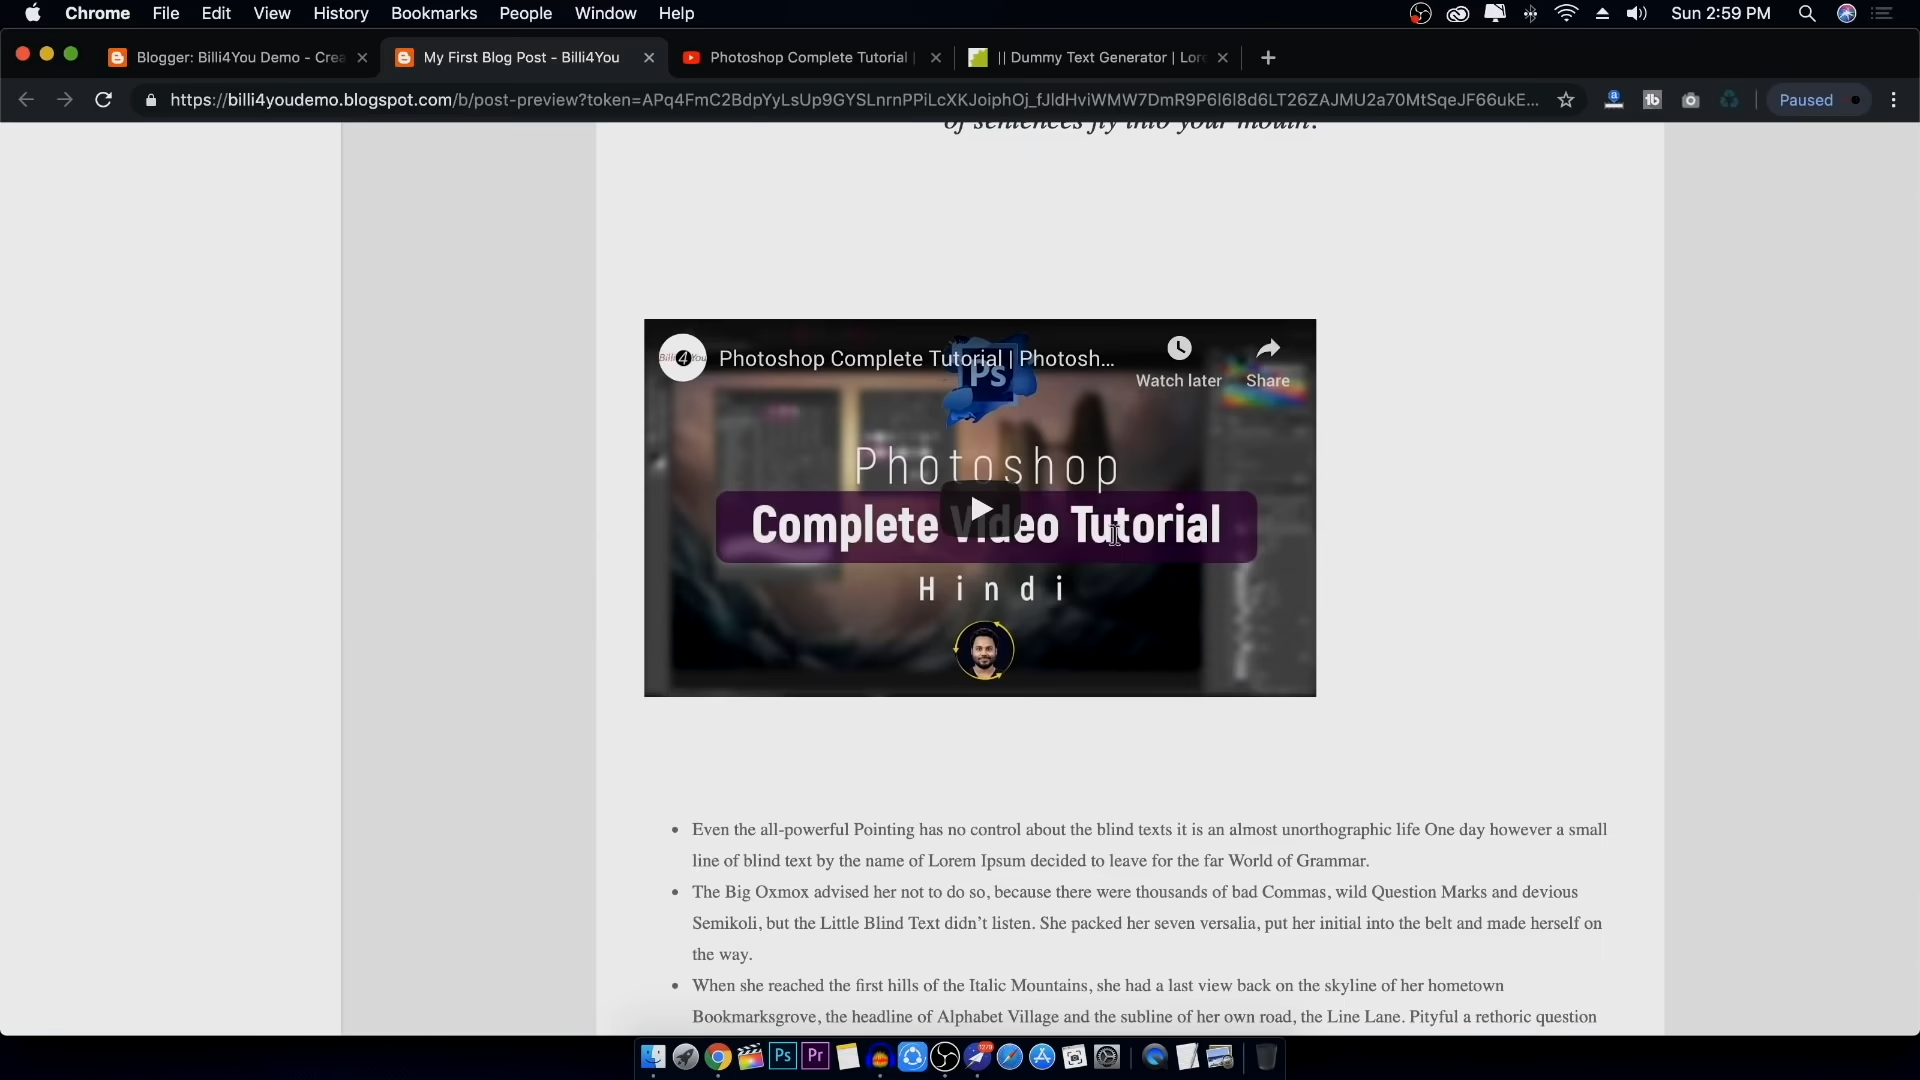 Chrome File Edit View History Bookmarks People Window Help Sun 2:59 PM
Blogger: Billi4You Demo - Crea
My First Blog Post - Billi4You
Photoshop Complete Tutorial |
|| Dummy Text Generator | Lor
https://billi4youdemo.blogspot.com/b/post-preview?token=APq4FmC2BdpYyLsUp9GYSLnrnPPiLcXKJoiphOj_fJldHviWMW7DmR9P6l6l8d6LT26ZAJMU2a70MtSqeJF66ukE... Paused
of sentences fly into your mouth.
Photoshop Complete Tutorial | Photosh...
Watch later Share
Ps
Photoshop
Complete Video Tutorial
Hindi
Even the all-powerful Pointing has no control about the blind texts it is an almost unorthographic life One day however a small
line of blind text by the name of Lorem Ipsum decided to leave for the far World of Grammar.
The Big Oxmox advised her not to do so, because there were thousands of bad Commas, wild Question Marks and devious
Semikoli, but the Little Blind Text didn’t listen. She packed her seven versalia, put her initial into the belt and made herself on
the way.
When she reached the first hills of the Italic Mountains, she had a last view back on the skyline of her hometown
Bookmarksgrove, the headline of Alphabet Village and the subline of her own road, the Line Lane. Pityful a rethoric question
Ps Pr